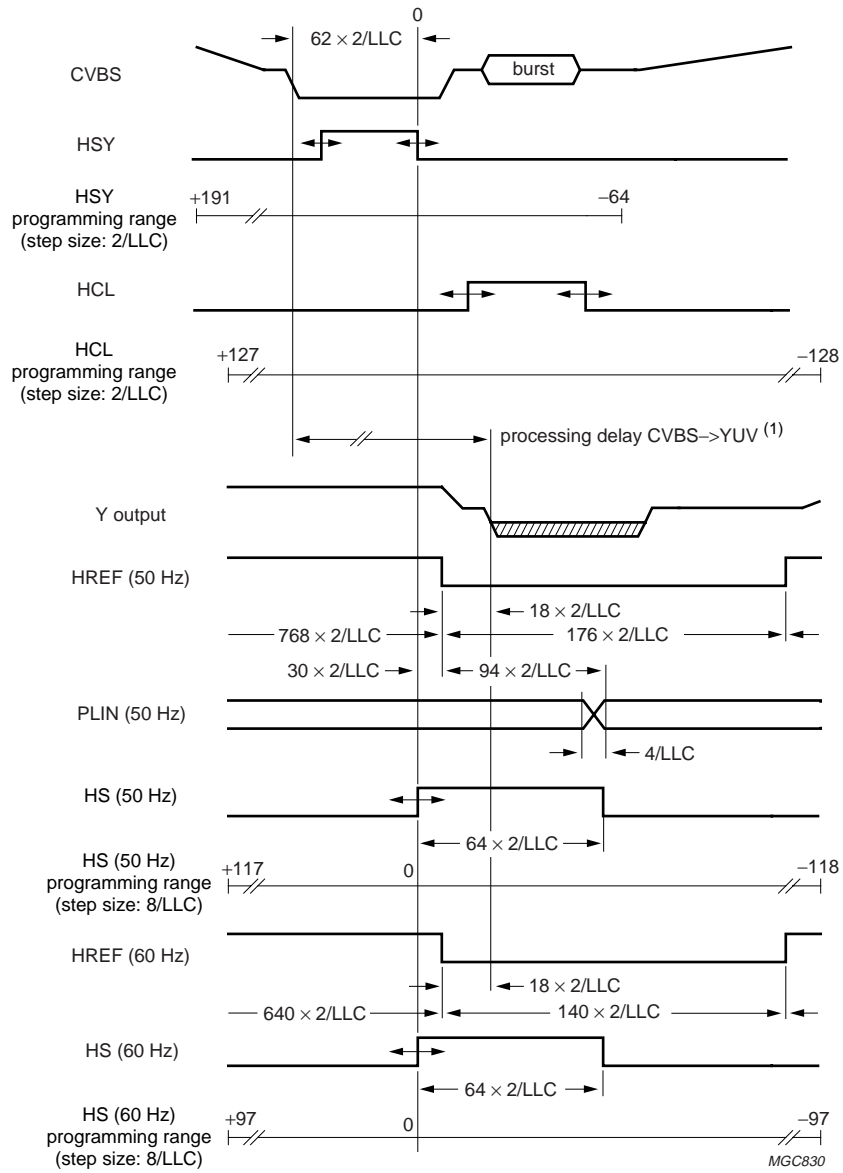 0
62 × 2/LLC
CVBS
burst
HSY
HSY
programming range
(step size: 2/LLC)
+191
−64
HCL
HCL
programming range
(step size: 2/LLC)
+127
−128
processing delay CVBS−>YUV (1)
Y output
HREF (50 Hz)
18 × 2/LLC
768 × 2/LLC
176 × 2/LLC
30 × 2/LLC
94 × 2/LLC
PLIN (50 Hz)
4/LLC
HS (50 Hz)
64 × 2/LLC
HS (50 Hz)
programming range
(step size: 8/LLC)
+117
0
−118
HREF (60 Hz)
18 × 2/LLC
640 × 2/LLC
140 × 2/LLC
HS (60 Hz)
64 × 2/LLC
HS (60 Hz)
programming range
(step size: 8/LLC)
+97
0
−97
MGC830